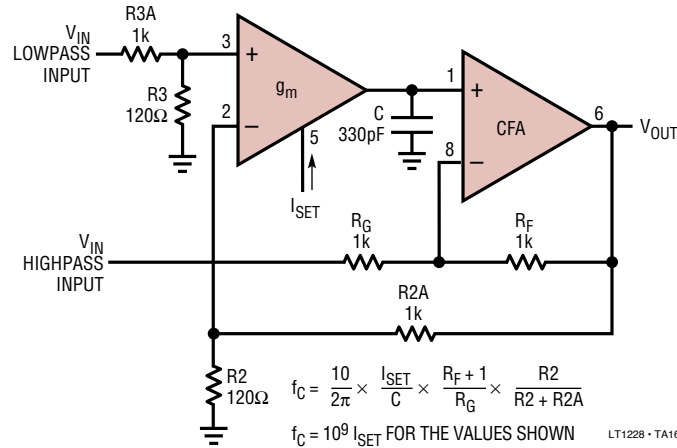 R3A
1k
V_IN
LOWPASS
INPUT
R3
120Ω
3
+
2
−
g_m
5
I_SET
1
+
C
330pF
CFA
8
−
6
V_OUT
V_IN
HIGHPASS
INPUT
R_G
1k
R_F
1k
R2A
1k
R2
120Ω
f_C = 10/2π × I_SET/C × R_F + 1/R_G × R2/R2 + R2A
f_C = 10⁹ I_SET FOR THE VALUES SHOWN
LT1228 • TA16